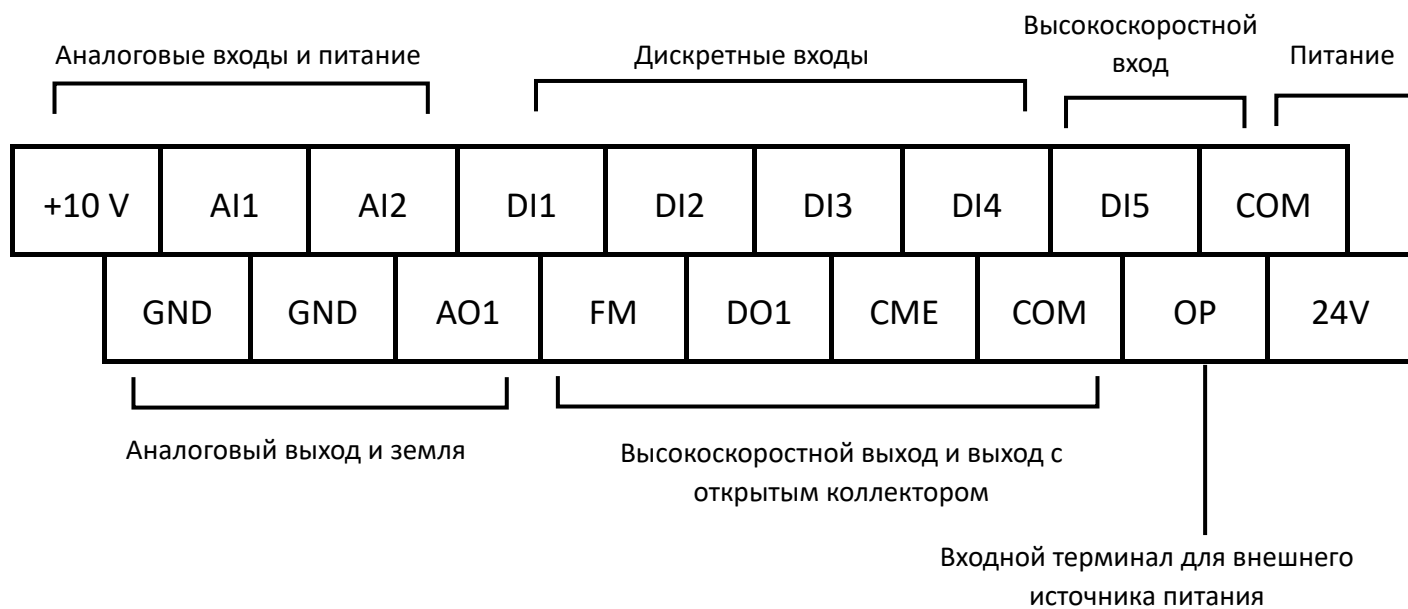 Аналоговые входы и питание
Дискретные входы
Высокоскоростной
вход
Питание
+10 V AI1 AI2 DI1 DI2 DI3 DI4 DI5 COM
GND GND AO1 FM DO1 CME COM OP 24V
Аналоговый выход и земля
Высокоскоростной выход и выход с
открытым коллектором
Входной терминал для внешнего
источника питания